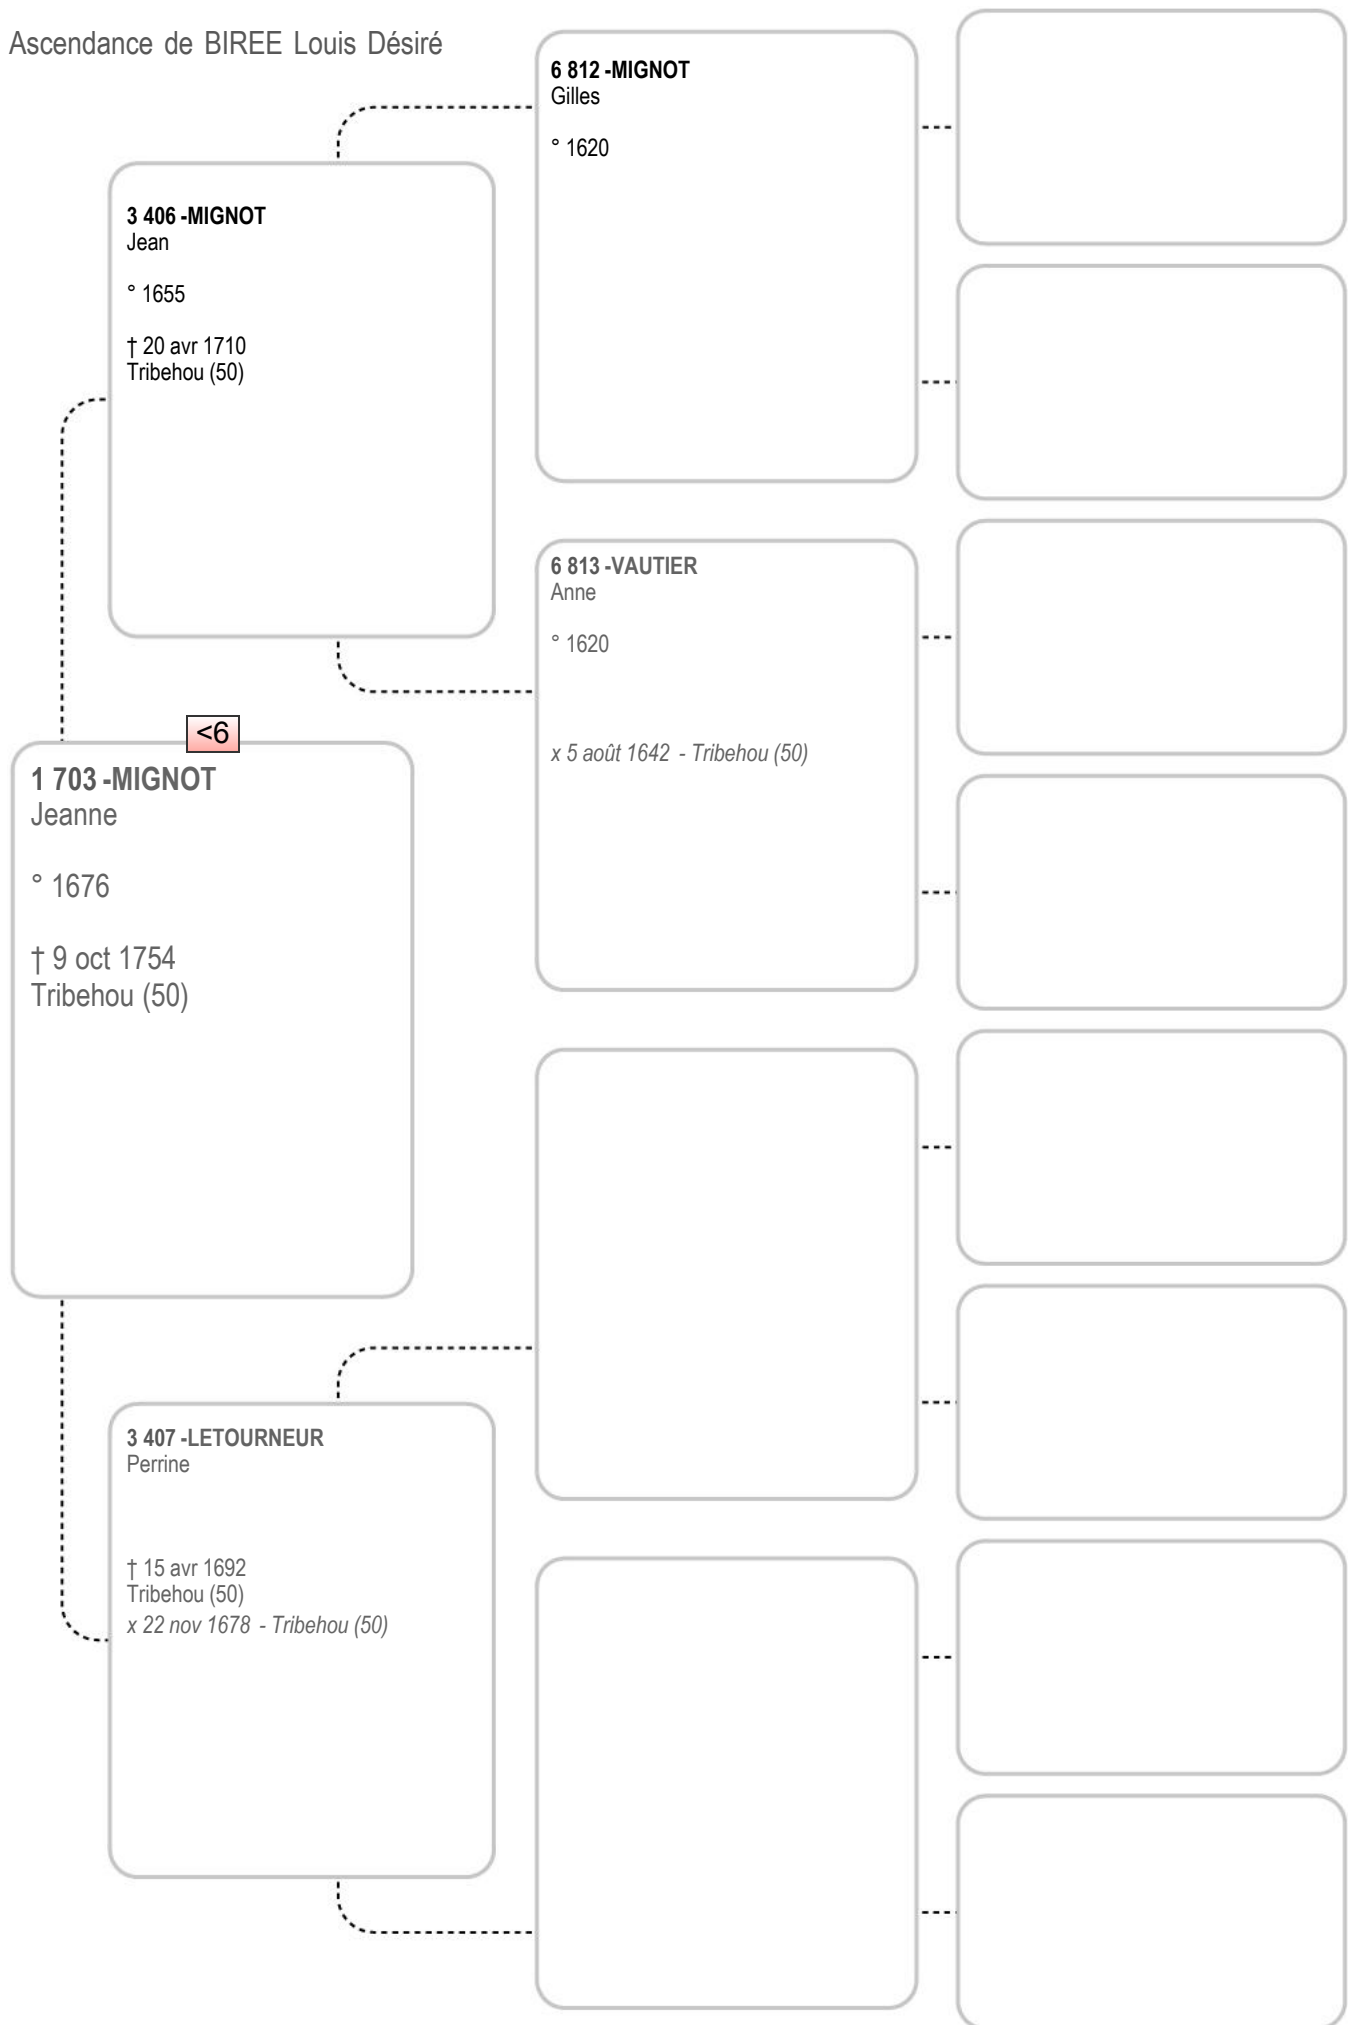 Ascendance de BIREE Louis Désiré
6 812 -MIGNOT
Gilles
° 1620
3 406 -MIGNOT
Jean
° 1655
† 20 avr 1710
Tribehou (50)
6 813 -VAUTIER
Anne
° 1620
x 5 août 1642 - Tribehou (50)
<6
1 703 -MIGNOT
Jeanne
° 1676
† 9 oct 1754
Tribehou (50)
3 407 -LETOURNEUR
Perrine
† 15 avr 1692
Tribehou (50)
x 22 nov 1678 - Tribehou (50)